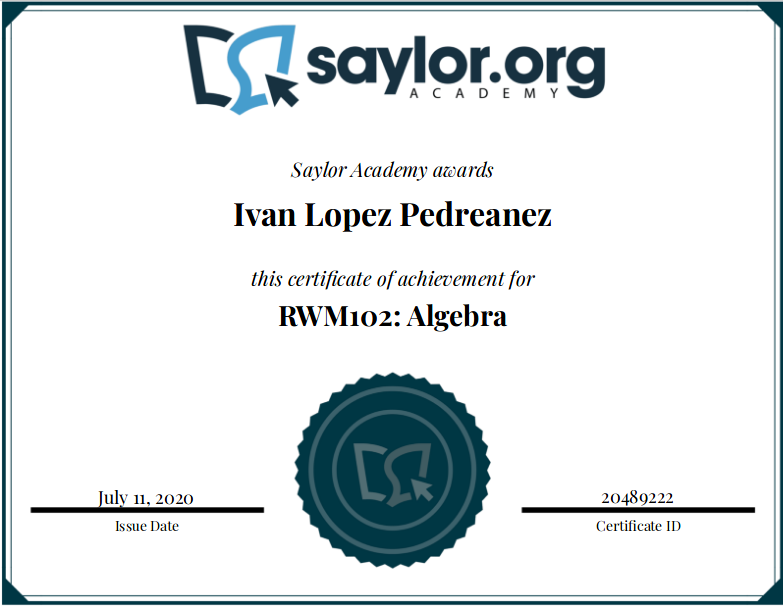 saylor.org
ACADEMY
Saylor Academy awards
Ivan Lopez Pedreanez
this certificate of achievement for
RWM102: Algebra
July 11, 2020
Issue Date
20489222
Certificate ID